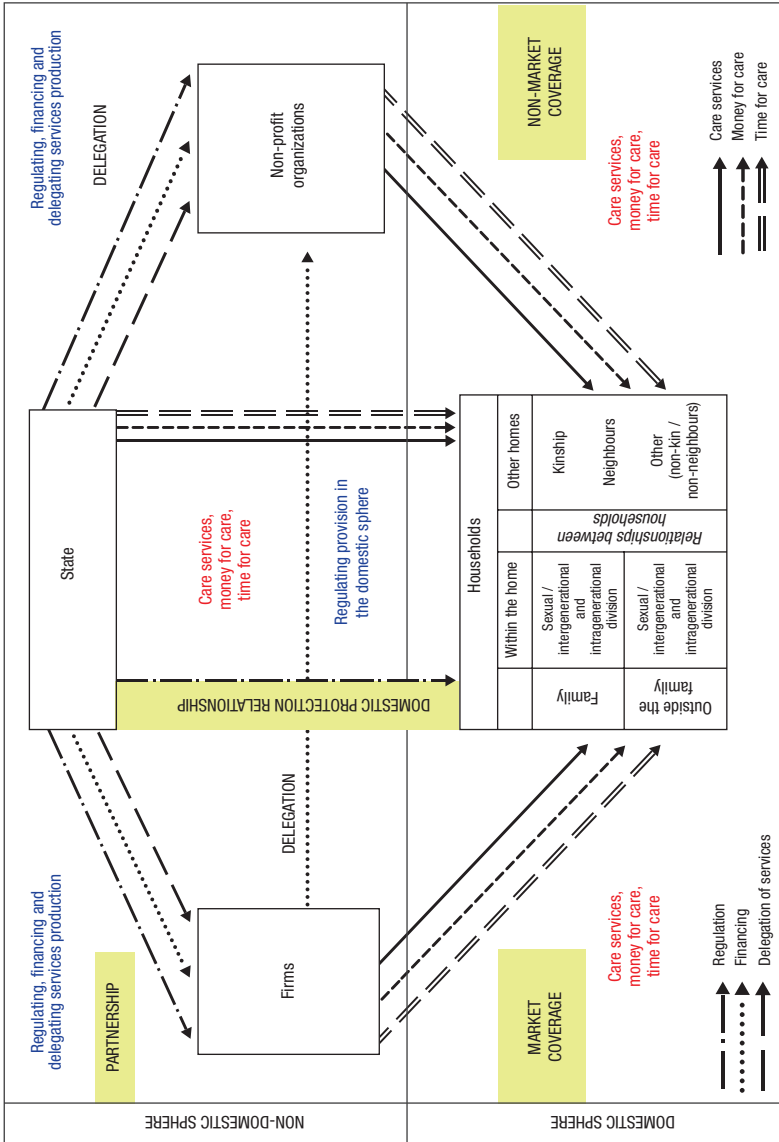 NON-DOMESTIC SPHERE
DOMESTIC SPHERE
Regulating, financing and
delegating services production
PARTNERSHIP
State
Regulating, financing and
delegating services production
DELEGATION
Firms
DELEGATION
DOMESTIC PROTECTION RELATIONSHIP
Care services,
money for care,
time for care
Regulating provision in
the domestic sphere
Non-profit
organizations
MARKET
COVERAGE
Care services,
money for care,
time for care
Households
Within the home
Other homes
Family
Sexual /
intergenerational
and
intragenerational
division
Outside the
family
Sexual /
intergenerational
and
intragenerational
division
Relationships between
households
Kinship
Neighbours
Other
(non-kin /
non-neighbours)
Care services,
money for care,
time for care
NON-MARKET
COVERAGE
Regulation
Financing
Delegation of services
Care services
Money for care
Time for care